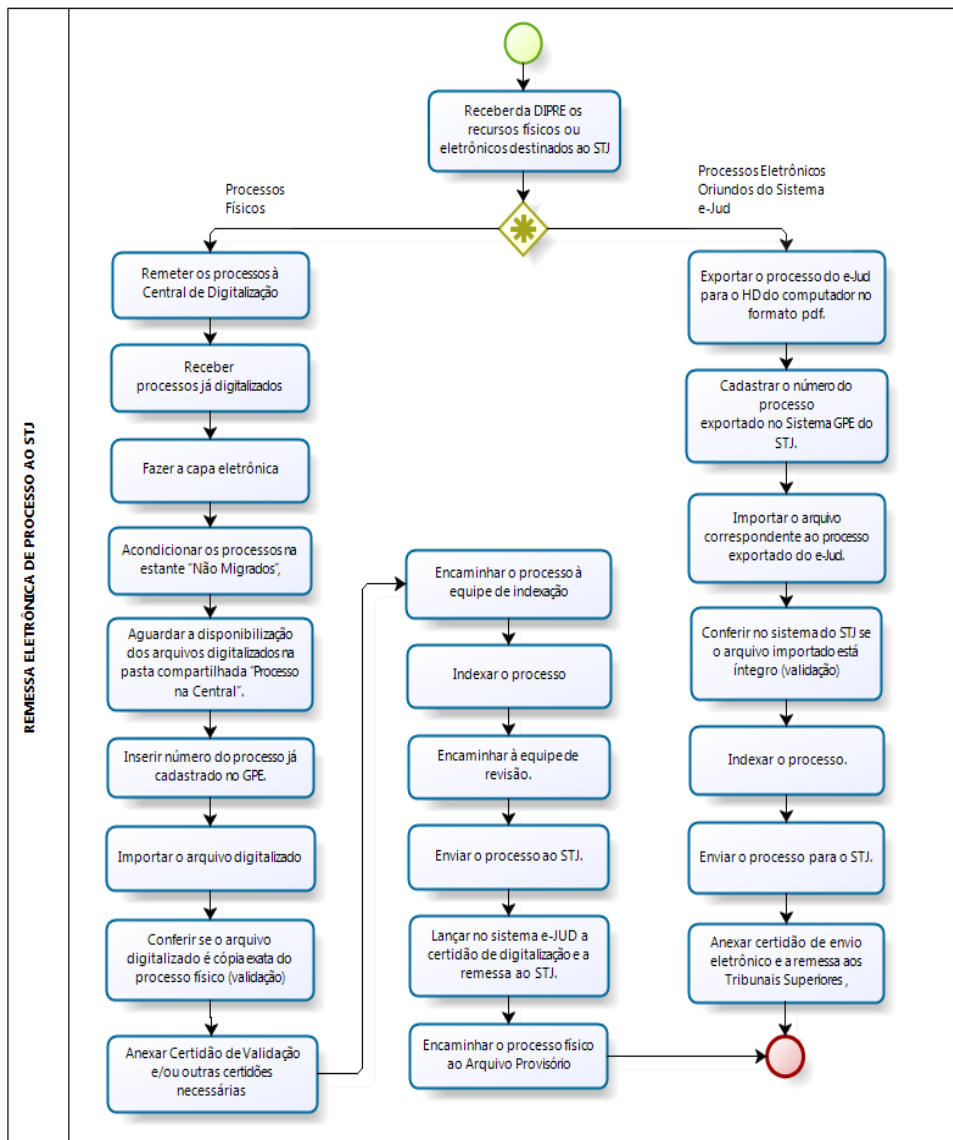 REMESSA ELETRÔNICA DE PROCESSO AO STJ
Receber da DIPRE os
recursos físicos ou
eletrônicos destinados ao STJ
Processos
Físicos
Processos Eletrônicos
Oriundos do Sistema
e-Jud
Remeter os processos à
Central de Digitalização
Receber
processos já digitalizados
Fazer a capa eletrônica
Acondicionar os processos na
estante "Não Migrados",
Aguardar a disponibilização
dos arquivos digitalizados na
pasta compartilhada "Processo
na Central".
Inserir número do processo já
cadastrado no GPE.
Importar o arquivo digitalizado
Conferir se o arquivo
digitalizado é cópia exata do
processo físico (validação)
Anexar Certidão de Validação
e/ou outras certidões
necessárias
Encaminhar o processo à
equipe de indexação
Indexar o processo
Encaminhar à equipe de
revisão.
Enviar o processo ao STJ.
Lançar no sistema e-JUD a
certidão de digitalização e a
remessa ao STJ.
Encaminhar o processo físico
ao Arquivo Provisório
Exportar o processo do e-Jud
para o HD do computador no
formato pdf.
Cadastrar o número do
processo
exportado no Sistema GPE do
STJ.
Importar o arquivo
correspondente ao processo
exportado do e-Jud.
Conferir no sistema do STJ se
o arquivo importado está
íntegro (validação)
Indexar o processo.
Enviar o processo para o STJ.
Anexar certidão de envio
eletrônico e a remessa aos
Tribunais Superiores ,